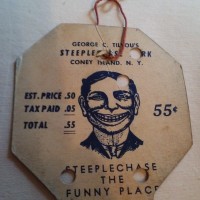 GEORGE C. TILYOU'S
STEEPLECHASE PARK
CONEY ISLAND, N. Y.
EST. PRICE .50
TAX PAID .05
TOTAL .55
55¢
STEEPLECHASE
THE
FUNNY PLACE